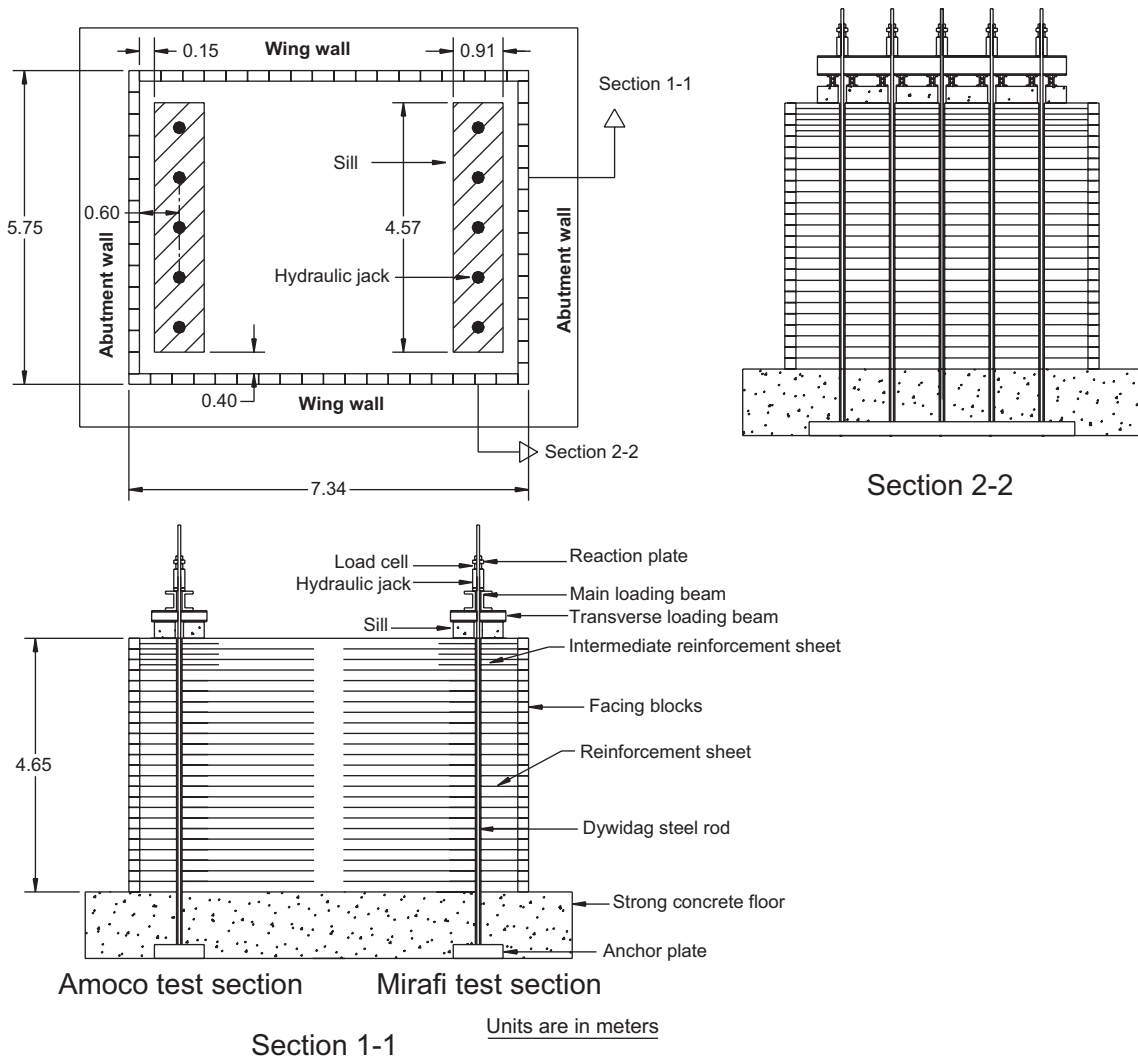 0.15
Wing wall
0.91
Section 1-1
Sill
0.60
5.75
4.57
Abutment wall
Hydraulic jack
Abutment wall
0.40
Wing wall
Section 2-2
7.34
Section 2-2
Load cell
Reaction plate
Hydraulic jack
Main loading beam
Transverse loading beam
Sill
Intermediate reinforcement sheet
Facing blocks
4.65
Reinforcement sheet
Dywidag steel rod
Strong concrete floor
Anchor plate
Amoco test section
Mirafi test section
Units are in meters
Section 1-1